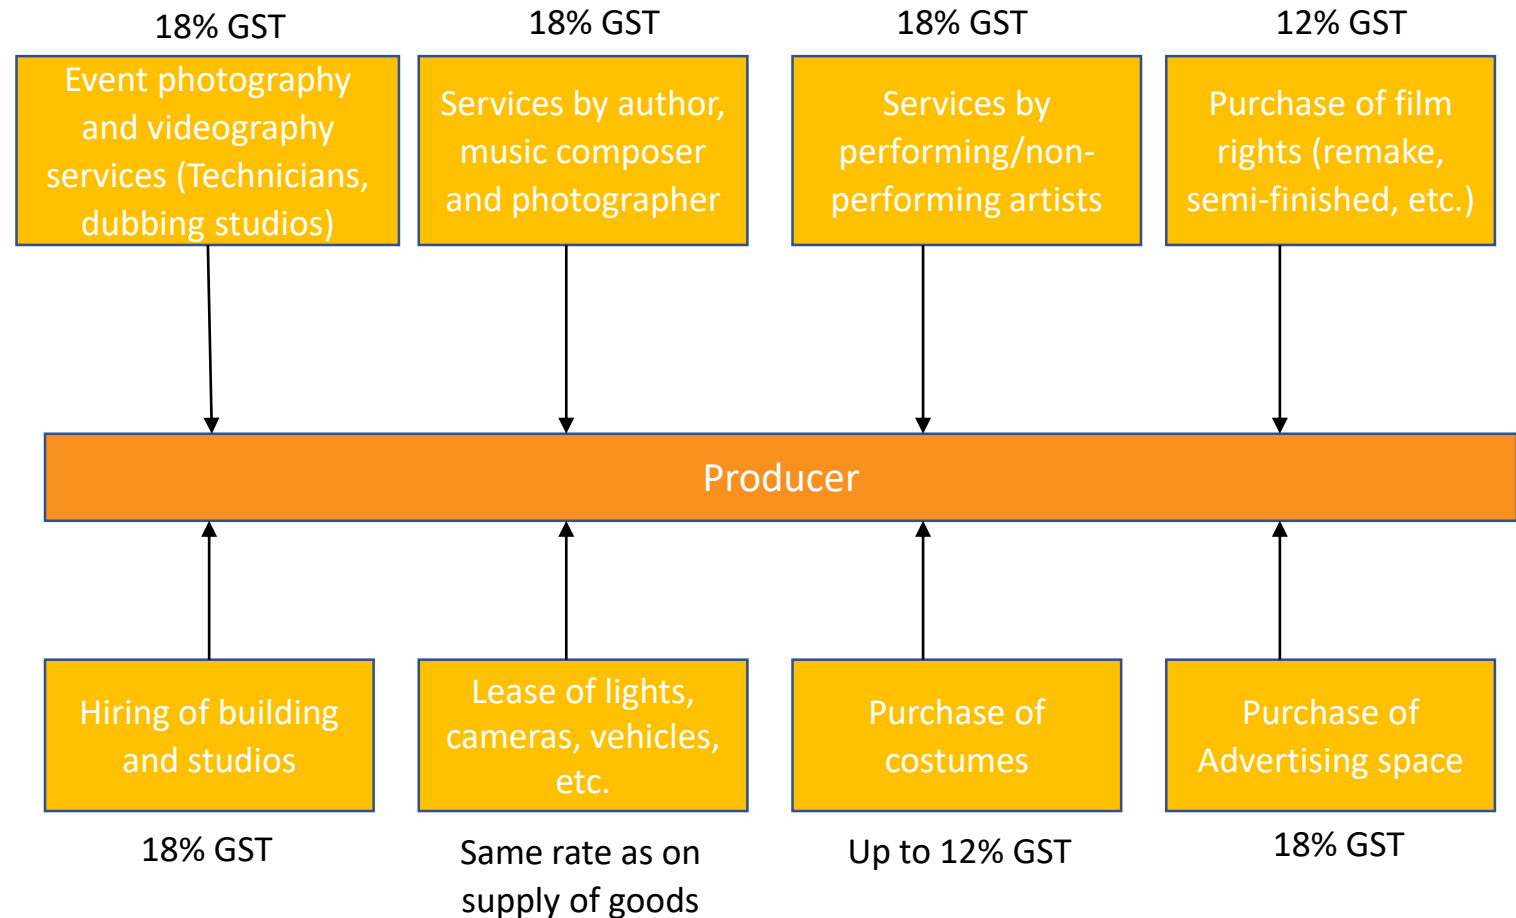 18% GST
18% GST
18% GST
12% GST
Event photography
and videography
services (Technicians,
dubbing studios)
Services by author,
music composer
and photographer
Services by
performing/non-
performing artists
Purchase of film
rights (remake,
semi-finished, etc.)
Producer
Hiring of building
and studios
Lease of lights,
cameras, vehicles,
etc.
Purchase of
costumes
Purchase of
Advertising space
18% GST
Same rate as on
supply of goods
Up to 12% GST
18% GST